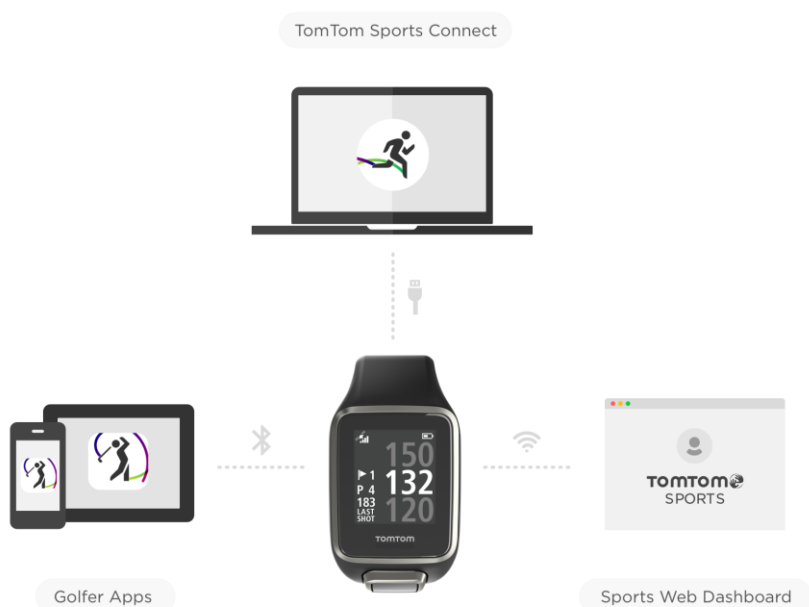 TomTom Sports Connect
150
1
132
P 4
183
LAST
SHOT
120
TOMTOM
TOMTOM
SPORTS
Golfer Apps
Sports Web Dashboard